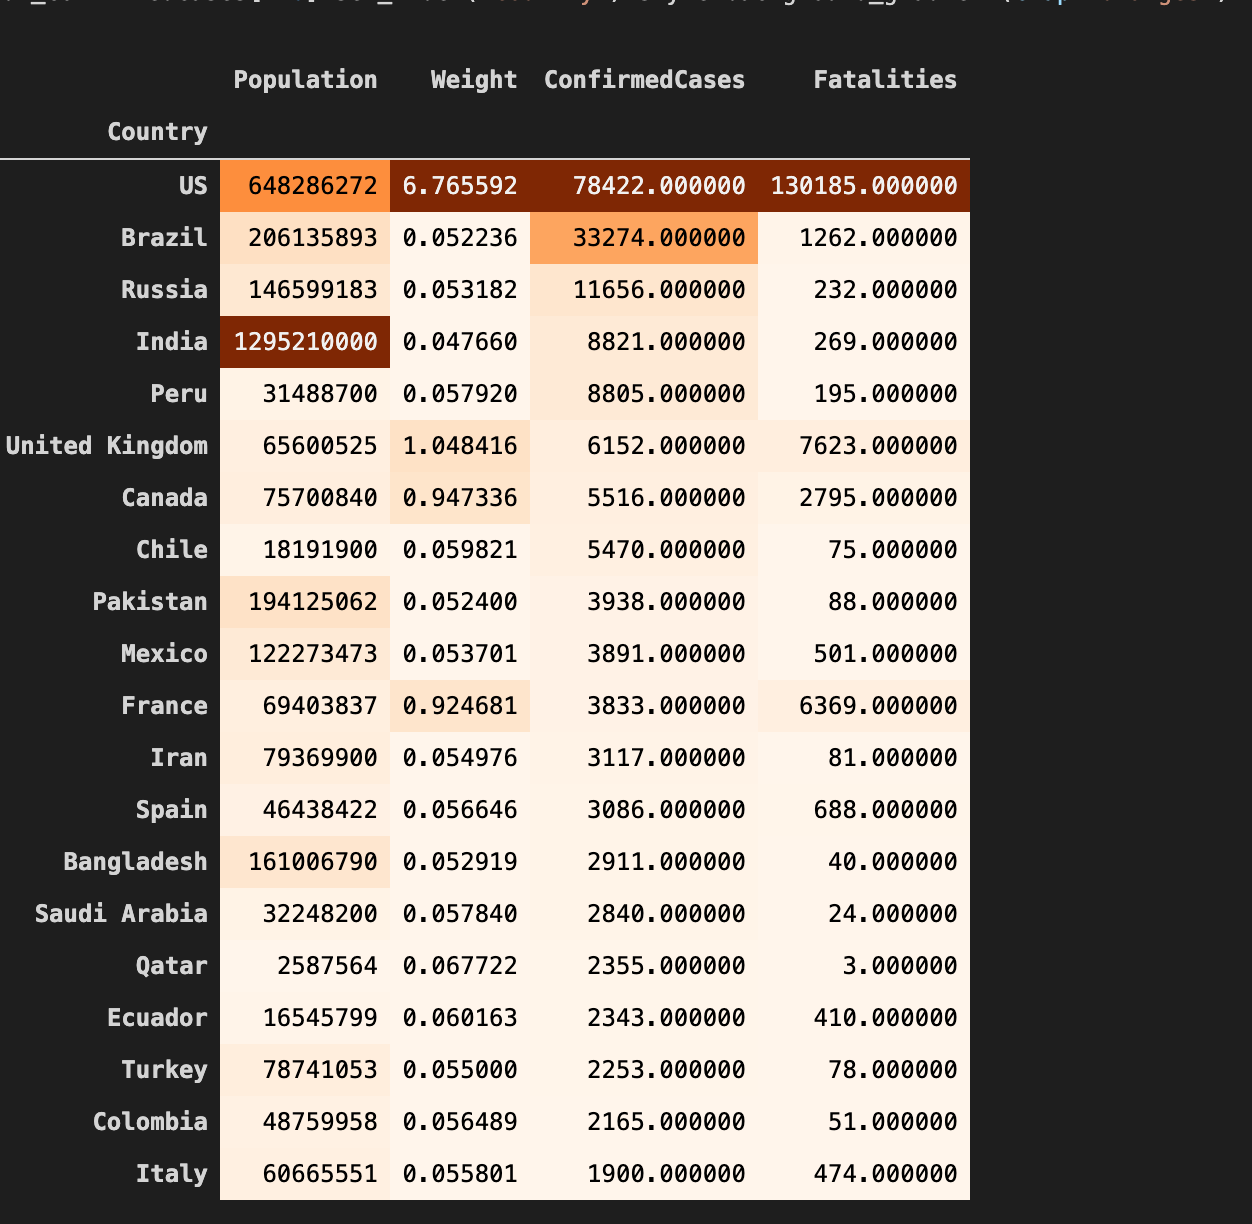 Population Weight ConfirmedCases Fatalities
Country
US 648286272 6.765592 78422.000000 130185.000000
Brazil 206135893 0.052236 33274.000000 1262.000000
Russia 146599183 0.053182 11656.000000 232.000000
India 1295210000 0.047660 8821.000000 269.000000
Peru 31488700 0.057920 8805.000000 195.000000
United Kingdom 65600525 1.048416 6152.000000 7623.000000
Canada 75700840 0.947336 5516.000000 2795.000000
Chile 18191900 0.059821 5470.000000 75.000000
Pakistan 194125062 0.052400 3938.000000 88.000000
Mexico 122273473 0.053701 3891.000000 501.000000
France 69403837 0.924681 3833.000000 6369.000000
Iran 79369900 0.054976 3117.000000 81.000000
Spain 46438422 0.056646 3086.000000 688.000000
Bangladesh 161006790 0.052919 2911.000000 40.000000
Saudi Arabia 32248200 0.057840 2840.000000 24.000000
Qatar 2587564 0.067722 2355.000000 3.000000
Ecuador 16545799 0.060163 2343.000000 410.000000
Turkey 78741053 0.055000 2253.000000 78.000000
Colombia 48759958 0.056489 2165.000000 51.000000
Italy 60665551 0.055801 1900.000000 474.000000